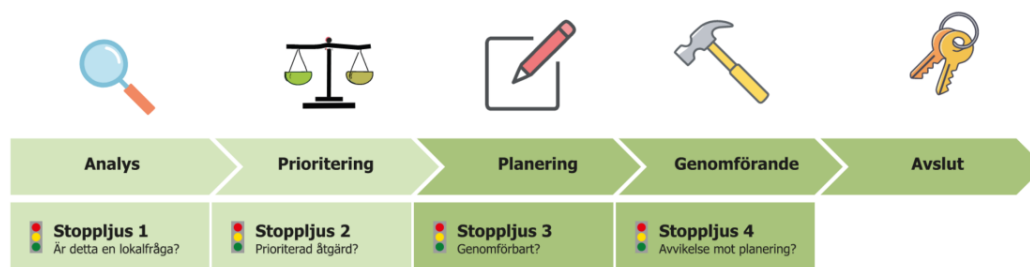 Analys
Prioritering
Planering
Genomförande
Avslut
Stoppljus 1
Är detta en lokalfråga?
Stoppljus 2
Prioriterad åtgärd?
Stoppljus 3
Genomförbart?
Stoppljus 4
Avvikelse mot planering?